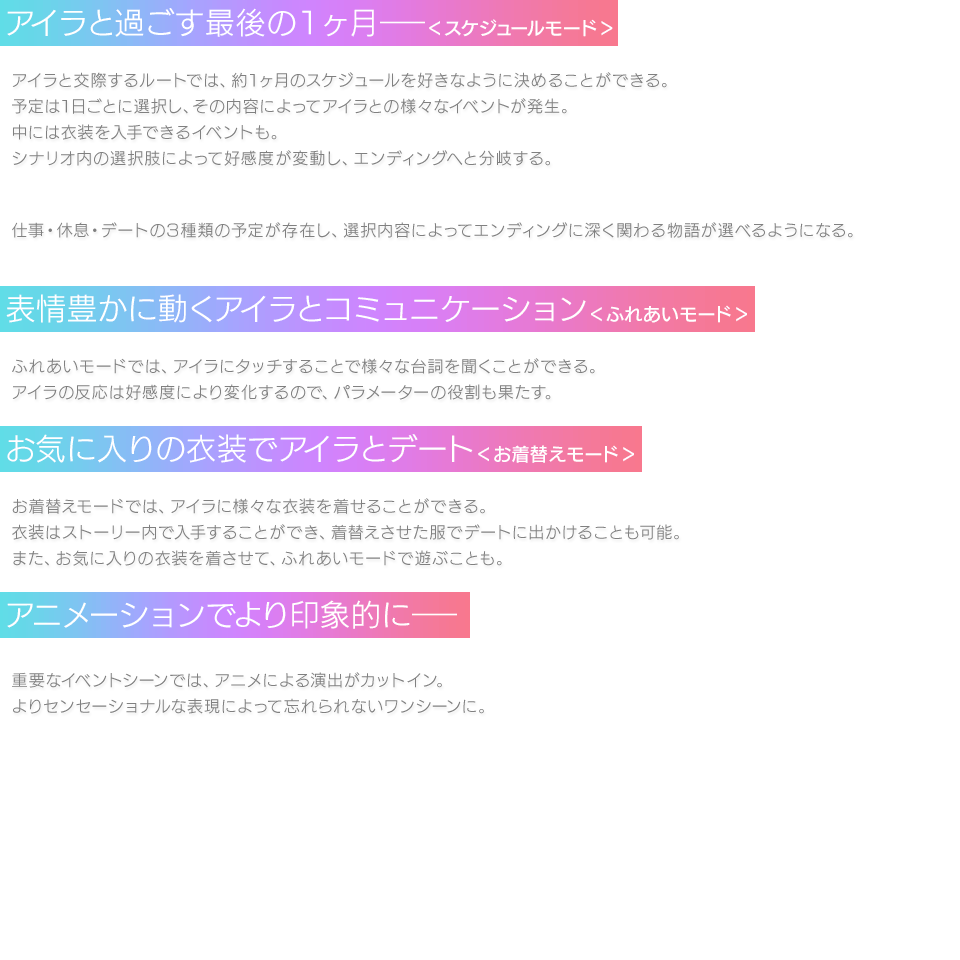 アイラと過ごす最後の1ヶ月――＜スケジュールモード＞
アイラと交際するルートでは、約1ヶ月のスケジュールを好きなように決めることができる。
予定は1日ごとに選択し、その内容によってアイラとの様々なイベントが発生。
中には衣装を入手できるイベントも。
シナリオ内の選択肢によって好感度が変動し、エンディングへと分岐する。
仕事・休息・デートの3種類の予定が存在し、選択内容によってエンディングに深く関わる物語が選べるようになる。
表情豊かに動くアイラとコミュニケーション＜ふれあいモード＞
ふれあいモードでは、アイラにタッチすることで様々な台詞を聞くことができる。
アイラの反応は好感度により変化するので、パラメーターの役割も果たす。
お気に入りの衣装でアイラとデート＜お着替えモード＞
お着替えモードでは、アイラに様々な衣装を着せることができる。
衣装はストーリー内で入手することができ、着替えさせた服でデートに出かけることも可能。
また、お気に入りの衣装を着させて、ふれあいモードで遊ぶことも。
アニメーションでより印象的に――
重要なイベントシーンでは、アニメによる演出がカットイン。
よりセンセーショナルな表現によって忘れられないワンシーンに。